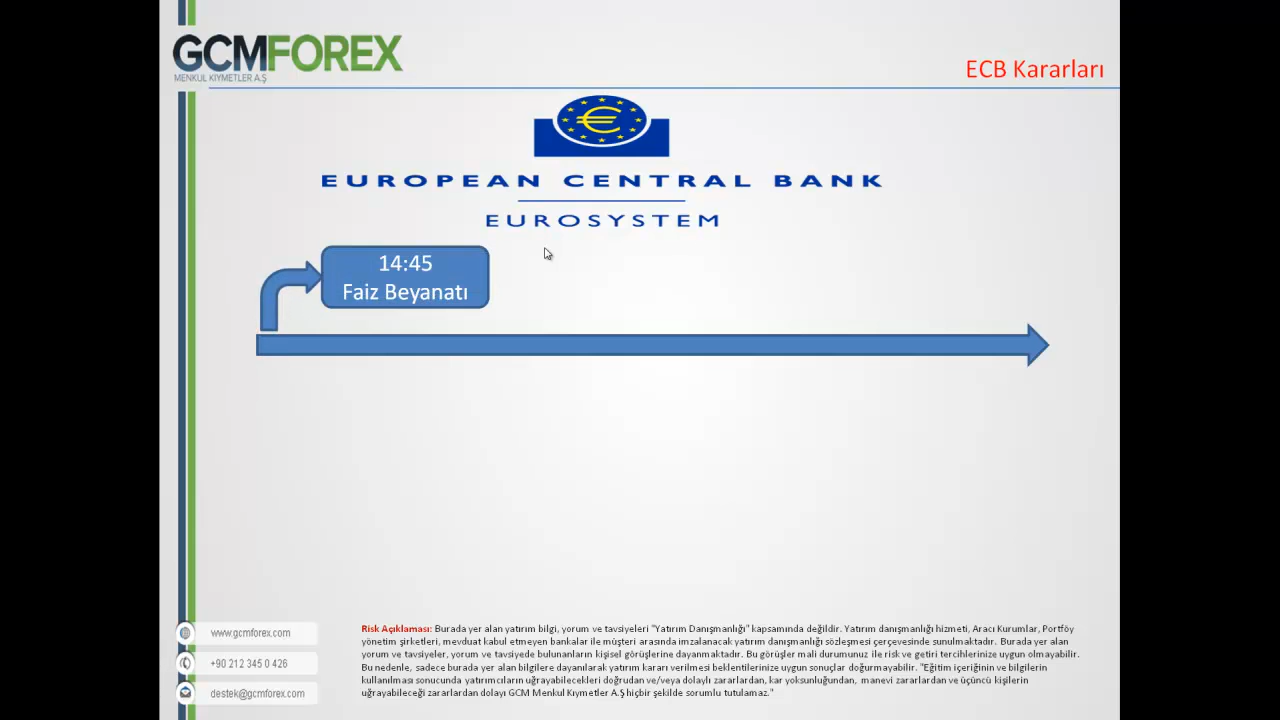 GCMFOREX
MENKUL KIYMETLER A.Ş
ECB Kararları
EUROPEAN CENTRAL BANK
EUROSYSTEM
14:45
Faiz Beyanatı
www.gcmforex.com
+90 212 345 0 426
destek@gcmforex.com
Risk Açıklaması: Burada yer alan yatırım bilgi, yorum ve tavsiyeleri "Yatırım Danışmanlığı" kapsamında değildir. Yatırım danışmanlığı hizmeti, Aracı Kurumlar, Portföy
yönetim şirketleri, mevduat kabul etmeyen bankalar ile müşteri arasında imzalanacak yatırım danışmanlığı sözleşmesi çerçevesinde sunulmaktadır. Burada yer alan
yorum ve tavsiyeler, yorum ve tavsiyede bulunanların kişisel görüşlerine dayanmaktadır. Bu görüşler mali durumunuz ile risk ve getiri tercihlerinize uygun olmayabilir.
Bu nedenle, sadece burada yer alan bilgilere dayanılarak yatırım kararı verilmesi beklentilerinize uygun sonuçlar doğurmayabilir. "Eğitim içeriğinin ve bilgilerin
kullanılması sonucunda yatırımcıların uğrayabilecekleri doğrudan ve/veya dolaylı zararlardan, kar yoksunluğundan, manevi zararlardan ve üçüncü kişilerin
uğrayabileceği zararlardan dolayı GCM Menkul Kıymetler A.Ş hiçbir şekilde sorumlu tutulamaz."